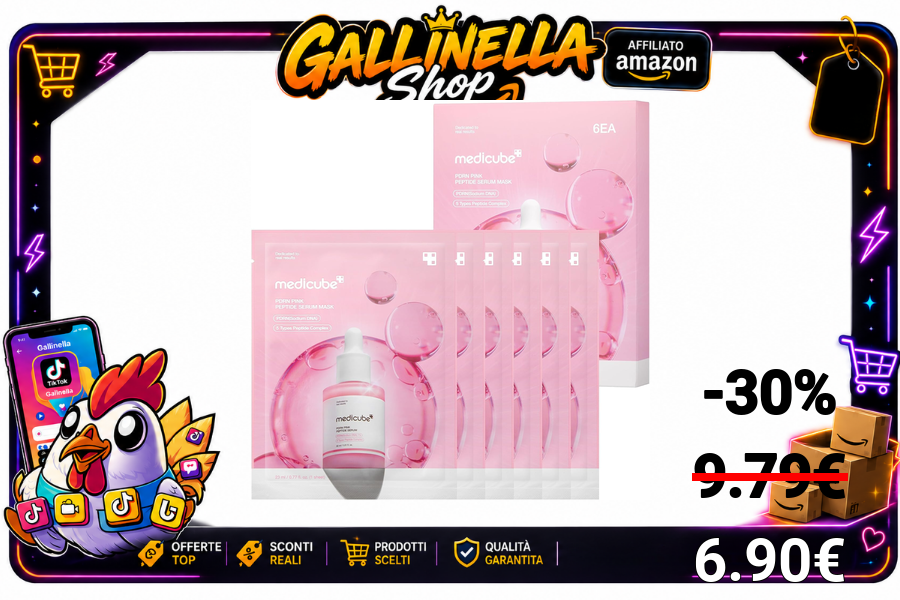 GALLINELLA
Shop
AFFILIATO
amazon
6EA
medicube
PDRN PINK
PEPTIDE SERUM MASK
medicube
PDRN PINK
PEPTIDE SERUM MASK
medicube
Gallinella
TikTok
Gallinella
-30%
9.79€
6.90€
OFFERTE
TOP
SCONTI
REALI
PRODOTTI
SCELTI
QUALITÀ
GARANTITA